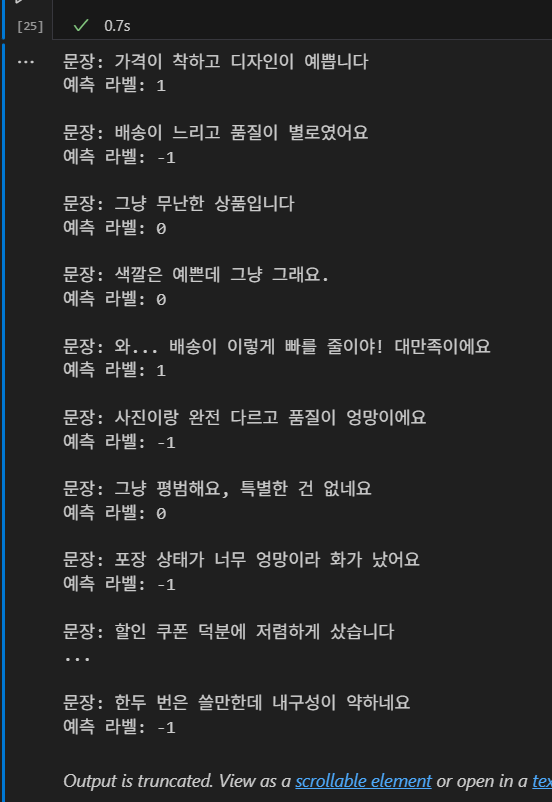 [25]
0.7s
...
문장: 가격이 착하고 디자인이 예쁩니다
예측 라벨: 1
문장: 배송이 느리고 품질이 별로였어요
예측 라벨: -1
문장: 그냥 무난한 상품입니다
예측 라벨: 0
문장: 색깔은 예쁜데 그냥 그래요.
예측 라벨: 0
문장: 와... 배송이 이렇게 빠를 줄이야! 대만족이에요
예측 라벨: 1
문장: 사진이랑 완전 다르고 품질이 엉망이에요
예측 라벨: -1
문장: 그냥 평범해요, 특별한 건 없네요
예측 라벨: 0
문장: 포장 상태가 너무 엉망이라 화가 났어요
예측 라벨: -1
문장: 할인 쿠폰 덕분에 저렴하게 샀습니다
...
문장: 한두 번은 쓸만한데 내구성이 약하네요
예측 라벨: -1
Output is truncated. View as a scrollable element or open in a